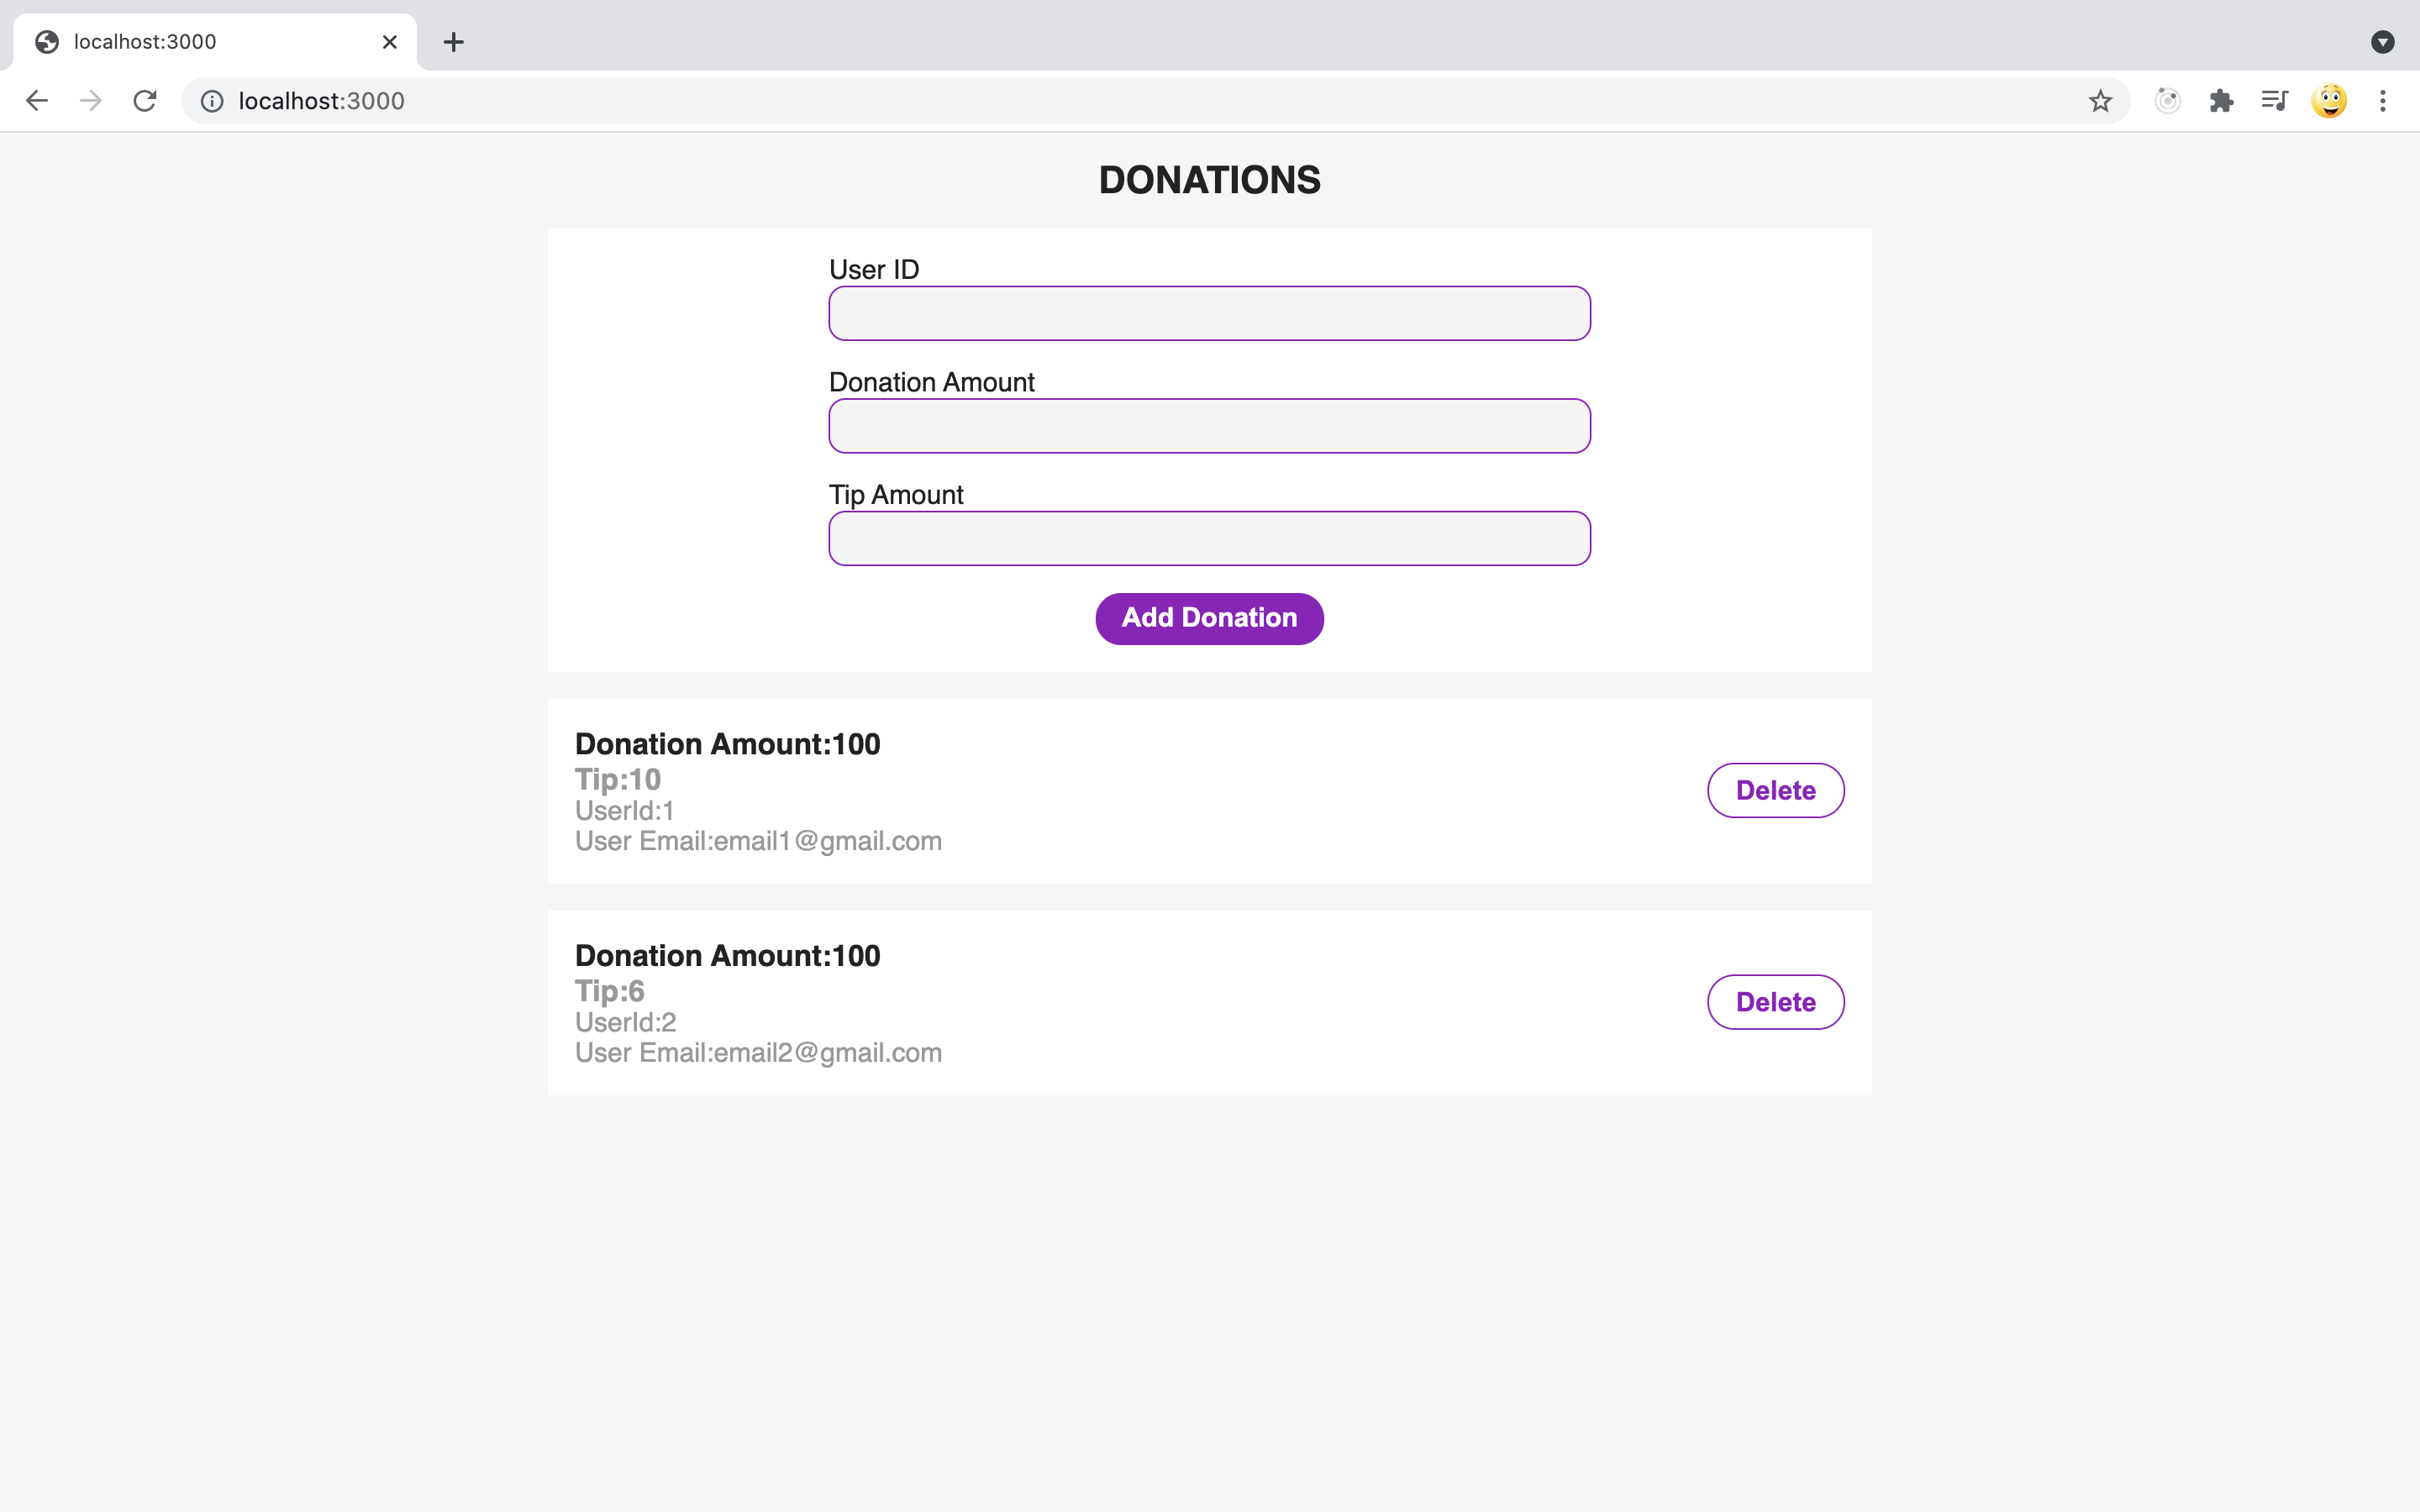 localhost:3000
localhost:3000
DONATIONS
User ID
Donation Amount
Tip Amount
Add Donation
Donation Amount:100
Tip:10
UserId:1
User Email:email1@gmail.com
Delete
Donation Amount:100
Tip:6
UserId:2
User Email:email2@gmail.com
Delete